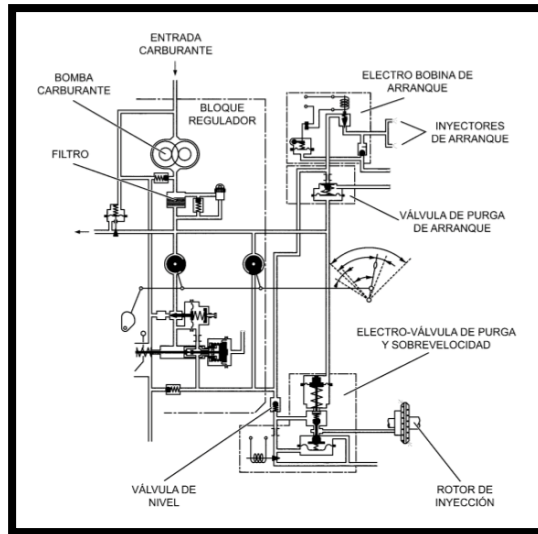 ENTRADA
CARBURANTE
BOMBA
CARBURANTE
BLOQUE
REGULADOR
FILTRO
ELECTRO BOBINA DE
ARRANQUE
INYECTORES
DE ARRANQUE
VÁLVULA DE PURGA
DE ARRANQUE
ELECTRO-VÁLVULA DE PURGA
Y SOBREVELOCIDAD
VÁLVULA DE
NIVEL
ROTOR DE
INYECCIÓN